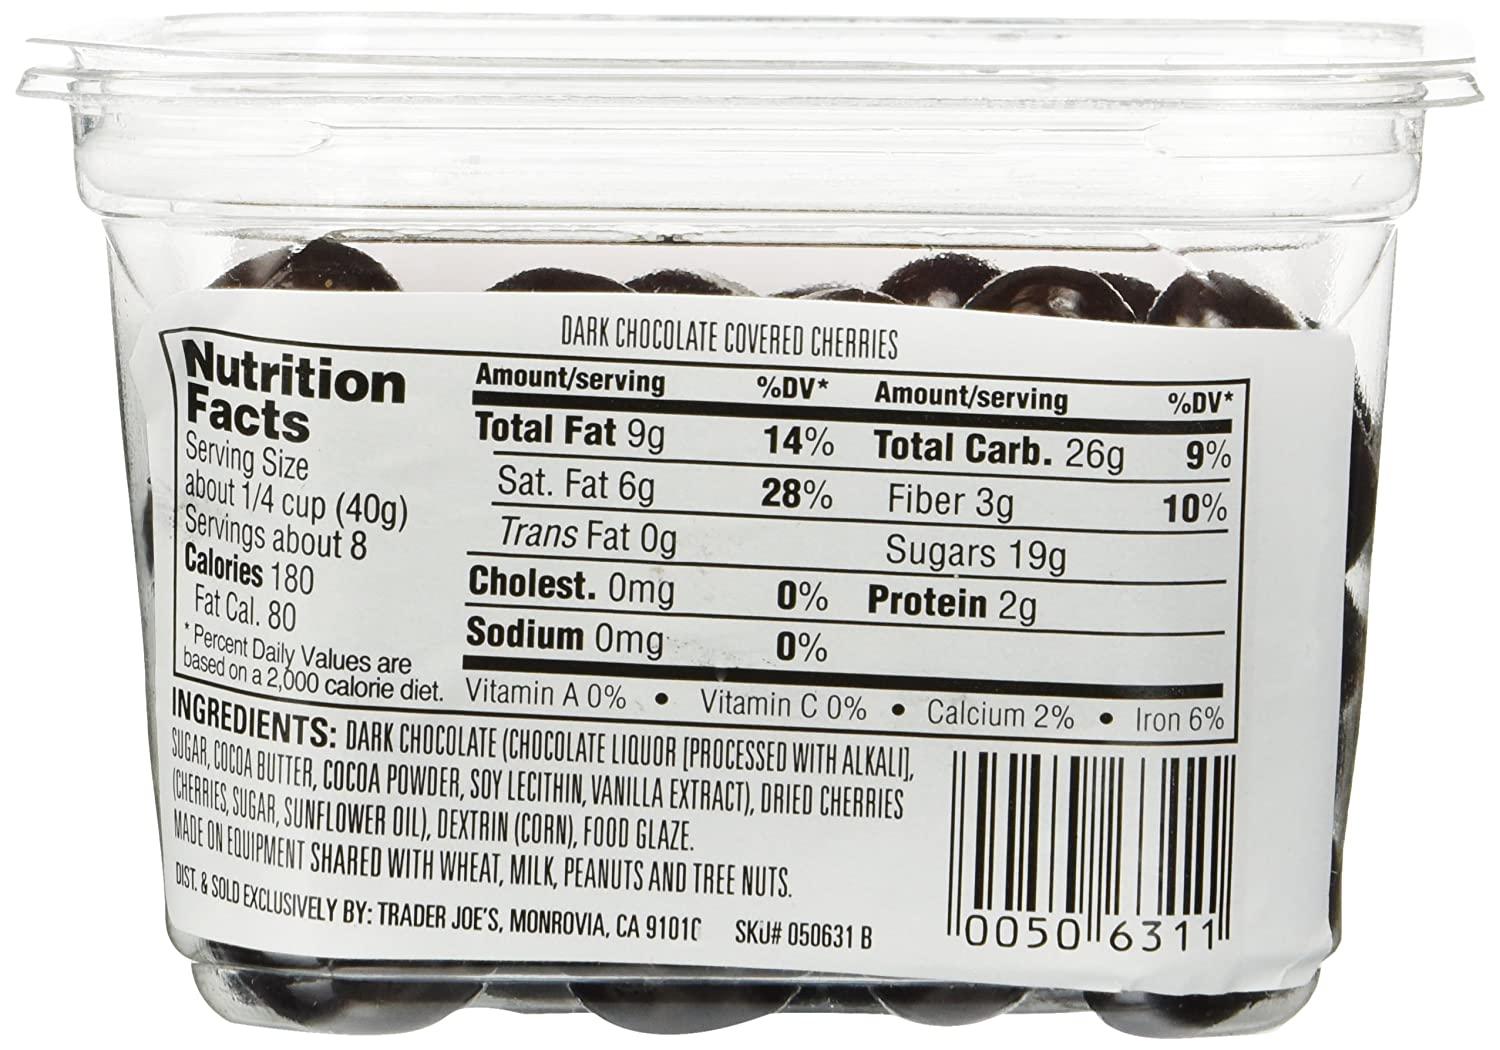 DARK CHOCOLATE COVERED CHERRIES
Nutrition
Facts
Serving Size
about 1/4 cup (40g)
Servings about 8
Calories 180
Fat Cal. 80
* Percent Daily Values are
based on a 2,000 calorie diet.
Amount/serving %DV* Amount/serving %DV*
Total Fat 9g 14% Total Carb. 26g 9%
Sat. Fat 6g 28% Fiber 3g 10%
Trans Fat 0g Sugars 19g
Cholest. 0mg 0% Protein 2g
Sodium 0mg 0%
Vitamin A 0% • Vitamin C 0% • Calcium 2% • Iron 6%
INGREDIENTS: DARK CHOCOLATE (CHOCOLATE LIQUOR [PROCESSED WITH ALKALI],
SUGAR, COCOA BUTTER, COCOA POWDER, SOY LECITHIN, VANILLA EXTRACT), DRIED CHERRIES
(CHERRIES, SUGAR, SUNFLOWER OIL), DEXTRIN (CORN), FOOD GLAZE.
MADE ON EQUIPMENT SHARED WITH WHEAT, MILK, PEANUTS AND TREE NUTS.
DIST. & SOLD EXCLUSIVELY BY: TRADER JOE'S, MONROVIA, CA 91016 SKU# 050631 B
0050 6311